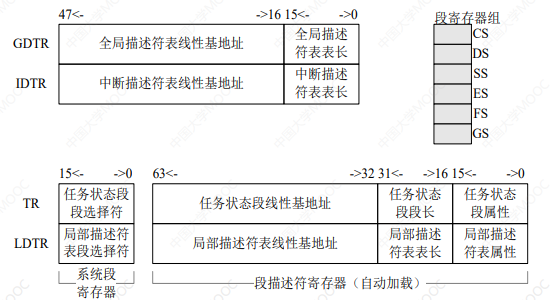 47<- ->16 15<- ->0
段寄存器组
GDTR 全局描述符表线性基地址 全局描述
符表表长
CS
DS
IDTR 中断描述符表线性基地址 中断描述
符表表长
SS
ES
FS
GS
15<- ->0 63<- ->32 31<- ->16 15<- ->0
TR 任务状态段
段选择符
任务状态段线性基地址
任务状态
段段长
任务状态
段属性
LDTR 局部描述符
表段选择符
局部描述符表线性基地址
局部描述
符表表长
局部描述
符表属性
系统段
寄存器
段描述符寄存器（自动加载）